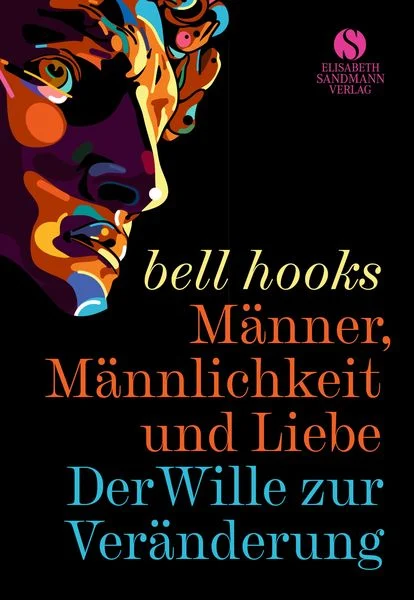 S
ELISABETH
SANDMANN
VERLAG
bell hooks
Männer,
Männlichkeit
und Liebe
Der Wille zur
Veränderung